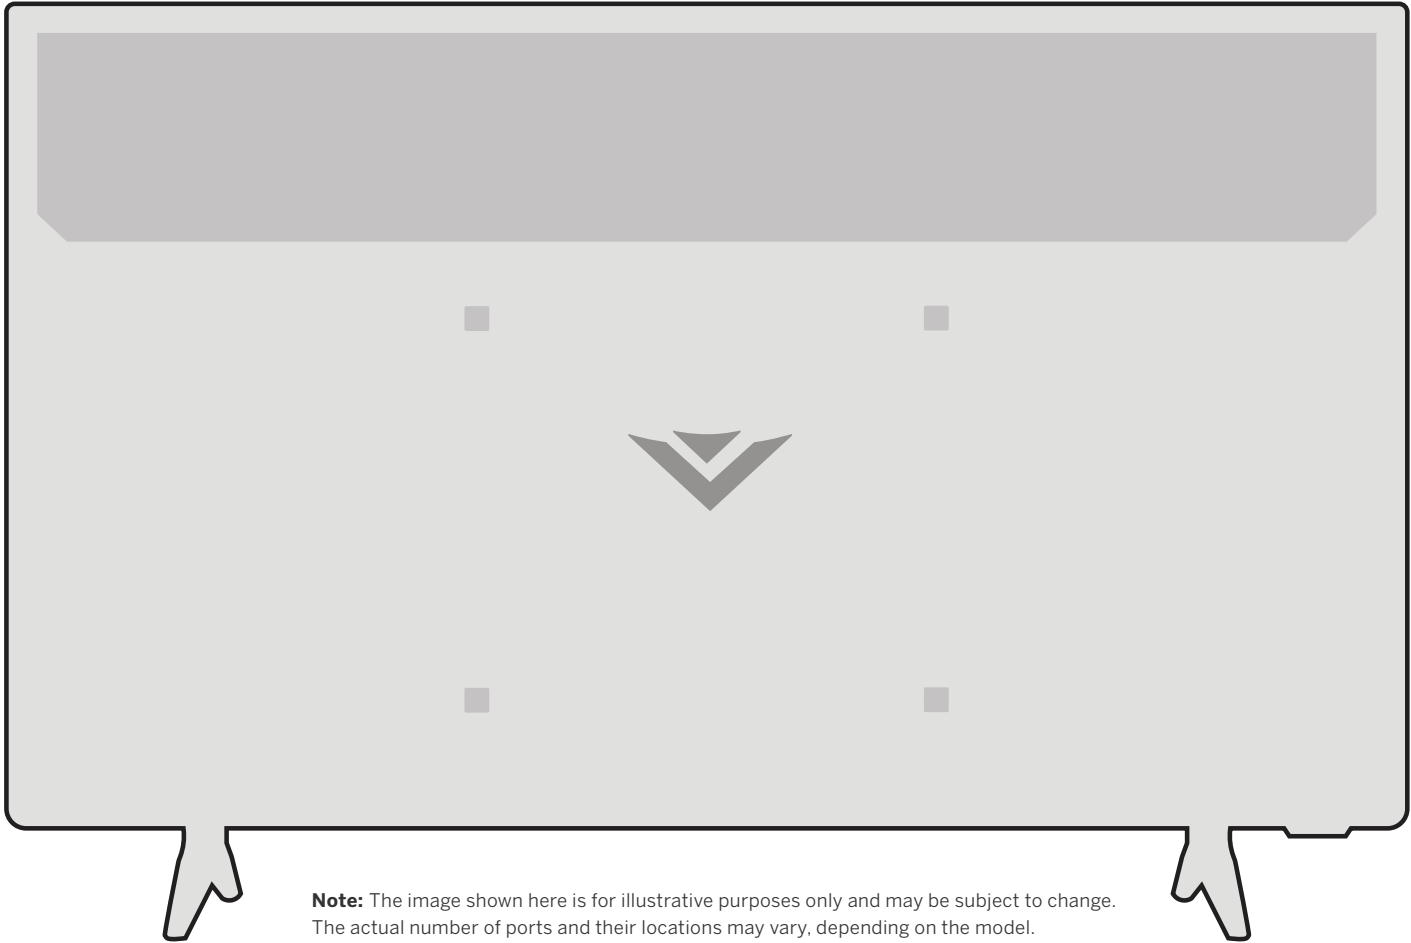 Note: The image shown here is for illustrative purposes only and may be subject to change.
The actual number of ports and their locations may vary, depending on the model.